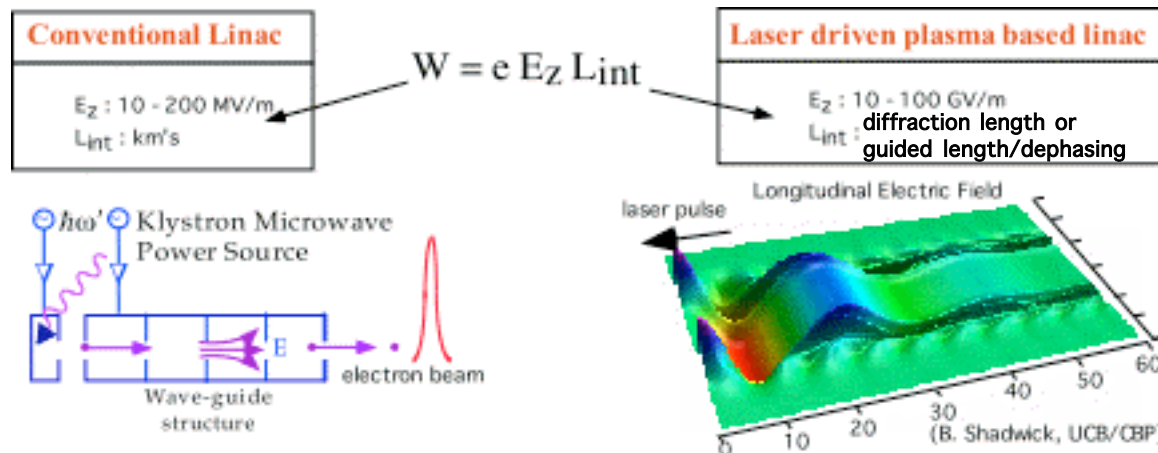 Conventional Linac
E_z : 10 - 200 MV/m
L_int : km's
W = e E_z L_int
Laser driven plasma based linac
E_z : 10 - 100 GV/m
L_int : diffraction length or
guided length/dephasing
ħω' Klystron Microwave
Power Source
E
electron beam
Wave-guide
structure
Longitudinal Electric Field
laser pulse
0 10 20 30 40 50 60
(B. Shadwick, UCB/CBP)